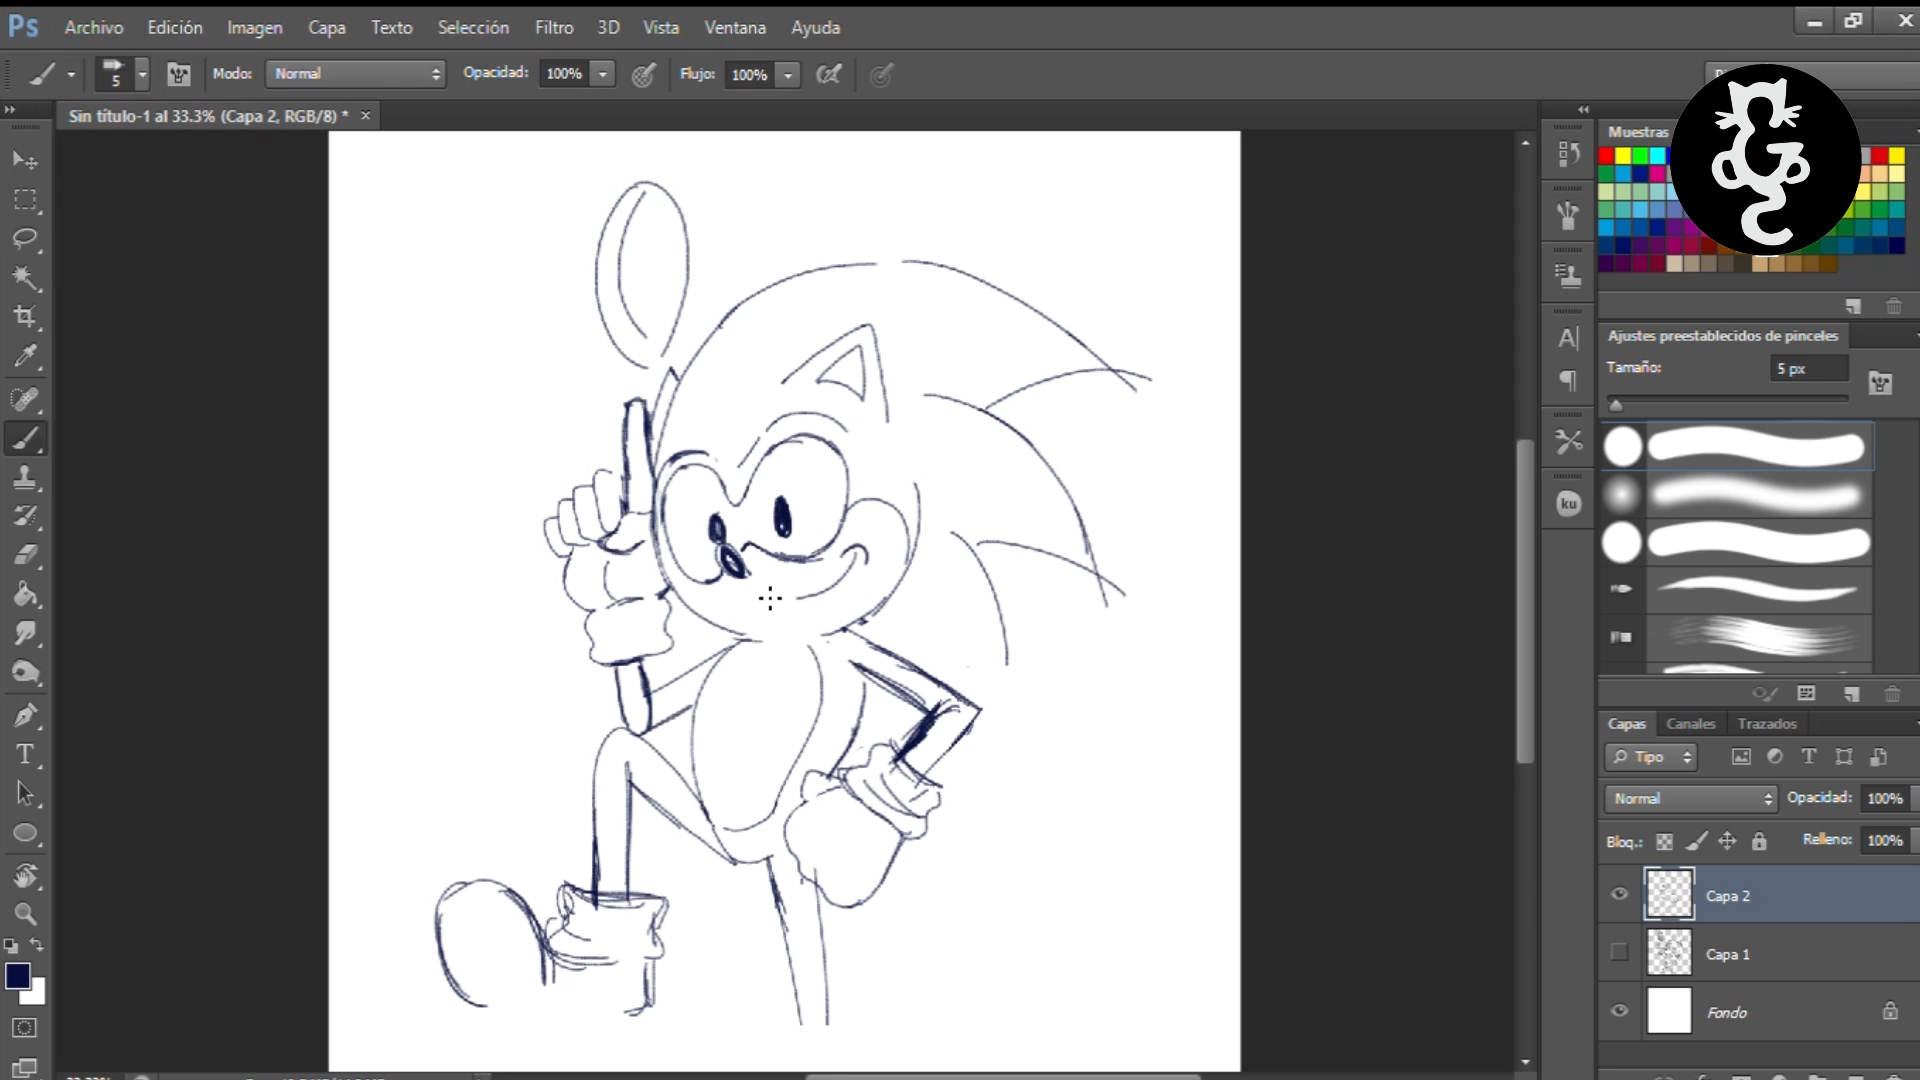 Ps Archivo Edición Imagen Capa Texto Selección Filtro 3D Vista Ventana Ayuda
5 Modo: Normal Opacidad: 100% Flujo: 100%
Sin título-1 al 33.3% (Capa 2, RGB/8) * ×
Muestras
Ajustes preestablecidos de pinceles
Tamaño: 5 px
ku
Capas Canales Trazados
Tipo
Normal Opacidad: 100%
Bloq.: Relleno: 100%
Capa 2
Capa 1
Fondo